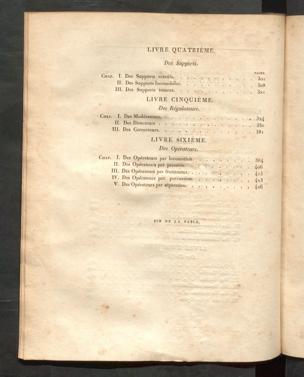 LIVRE QUATRIÈME.
Des Supports.
PAGES.
CHAP. I. Des Supports
II. Des Supports
III. Des Supports
LIVRE CINQUIÈME.
Des Régulateurs.
CHAP. I. Des Modérateurs.
II. Des Directeurs
III. Des Correcteurs.
LIVRE SIXIÈME.
Des Opérateurs.
CHAP. I. Des Opérateurs par locomotion
II. Des Opérateurs par pression.
III. Des Opérateurs par frottement.
IV. Des Opérateurs par percussion.
V. Des Opérateurs par séparation.
FIN DE LA TABLE.